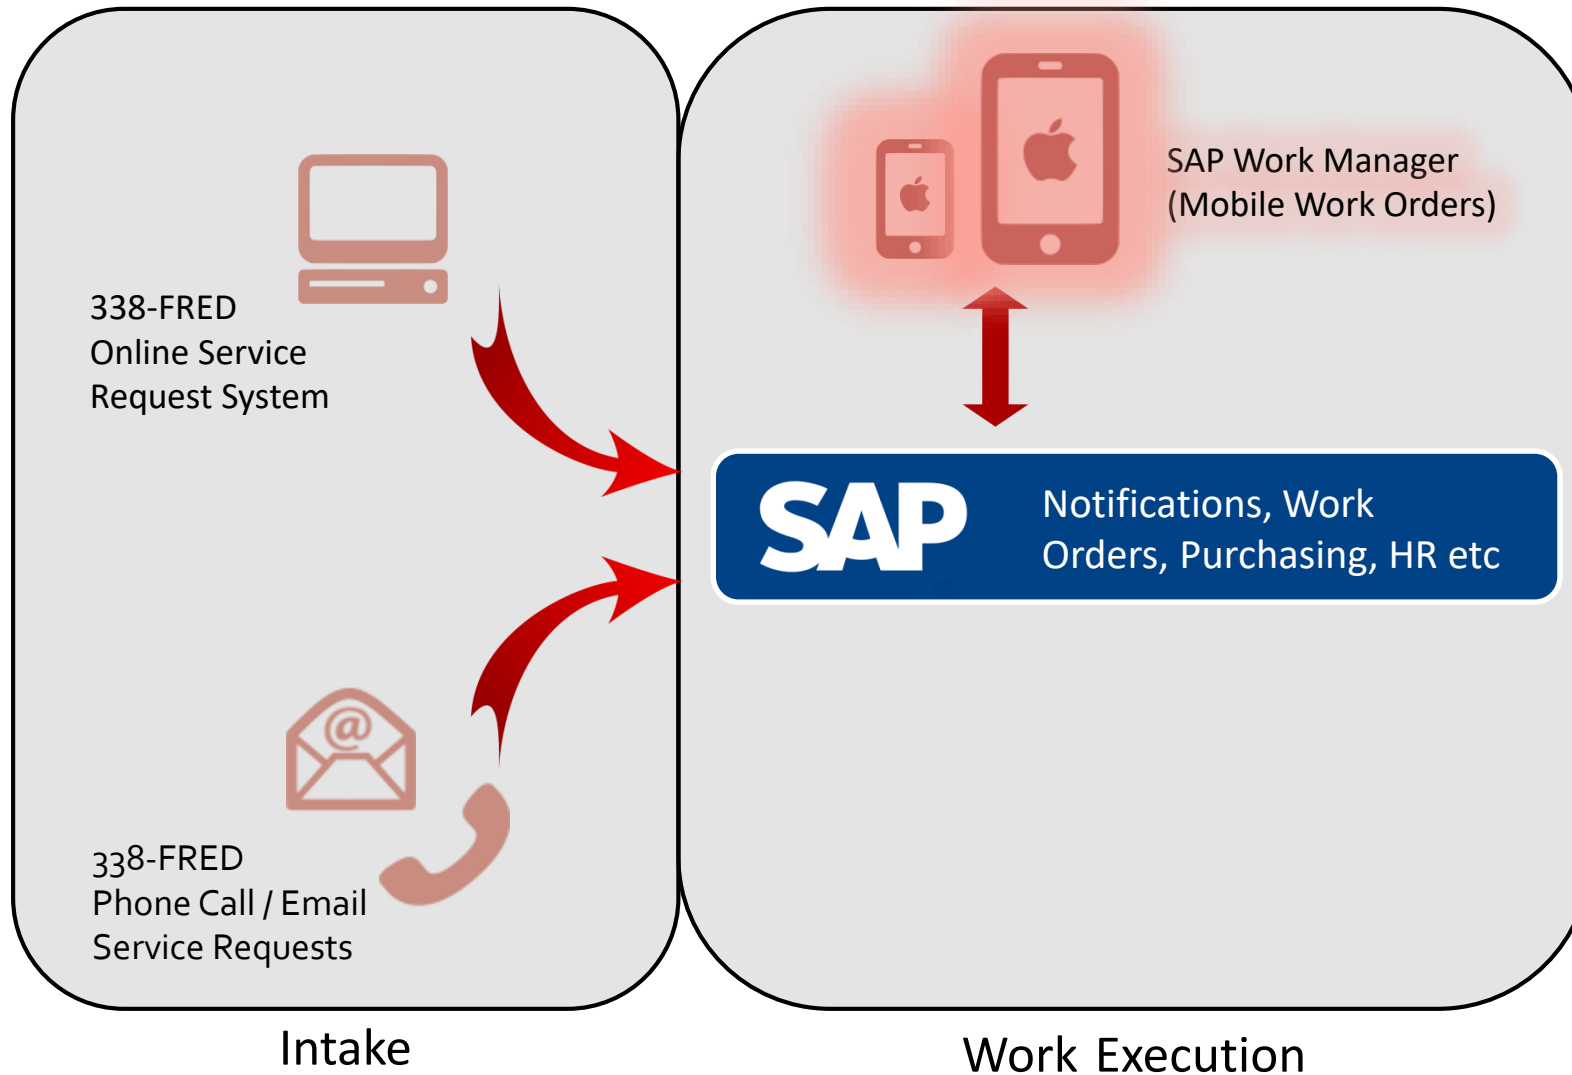 338-FRED
Online Service
Request System
338-FRED
Phone Call / Email
Service Requests
Intake
SAP Work Manager
(Mobile Work Orders)
SAP
Notifications, Work
Orders, Purchasing, HR etc
Work Execution
@